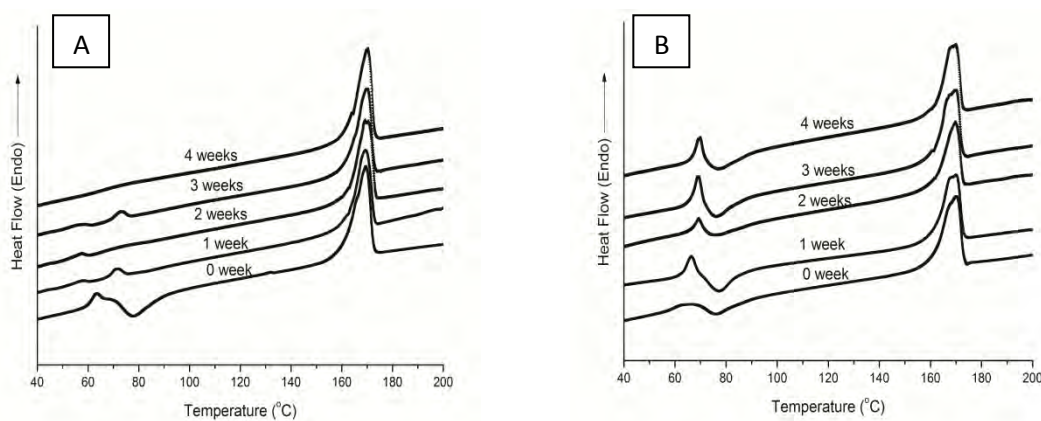 A
Heat Flow (Endo)
4 weeks
3 weeks
2 weeks
1 week
0 week
40 60 80 100 120 140 160 180 200
Temperature (°C)
B
Heat Flow (Endo)
4 weeks
3 weeks
2 weeks
1 week
0 week
40 60 80 100 120 140 160 180 200
Temperature (°C)